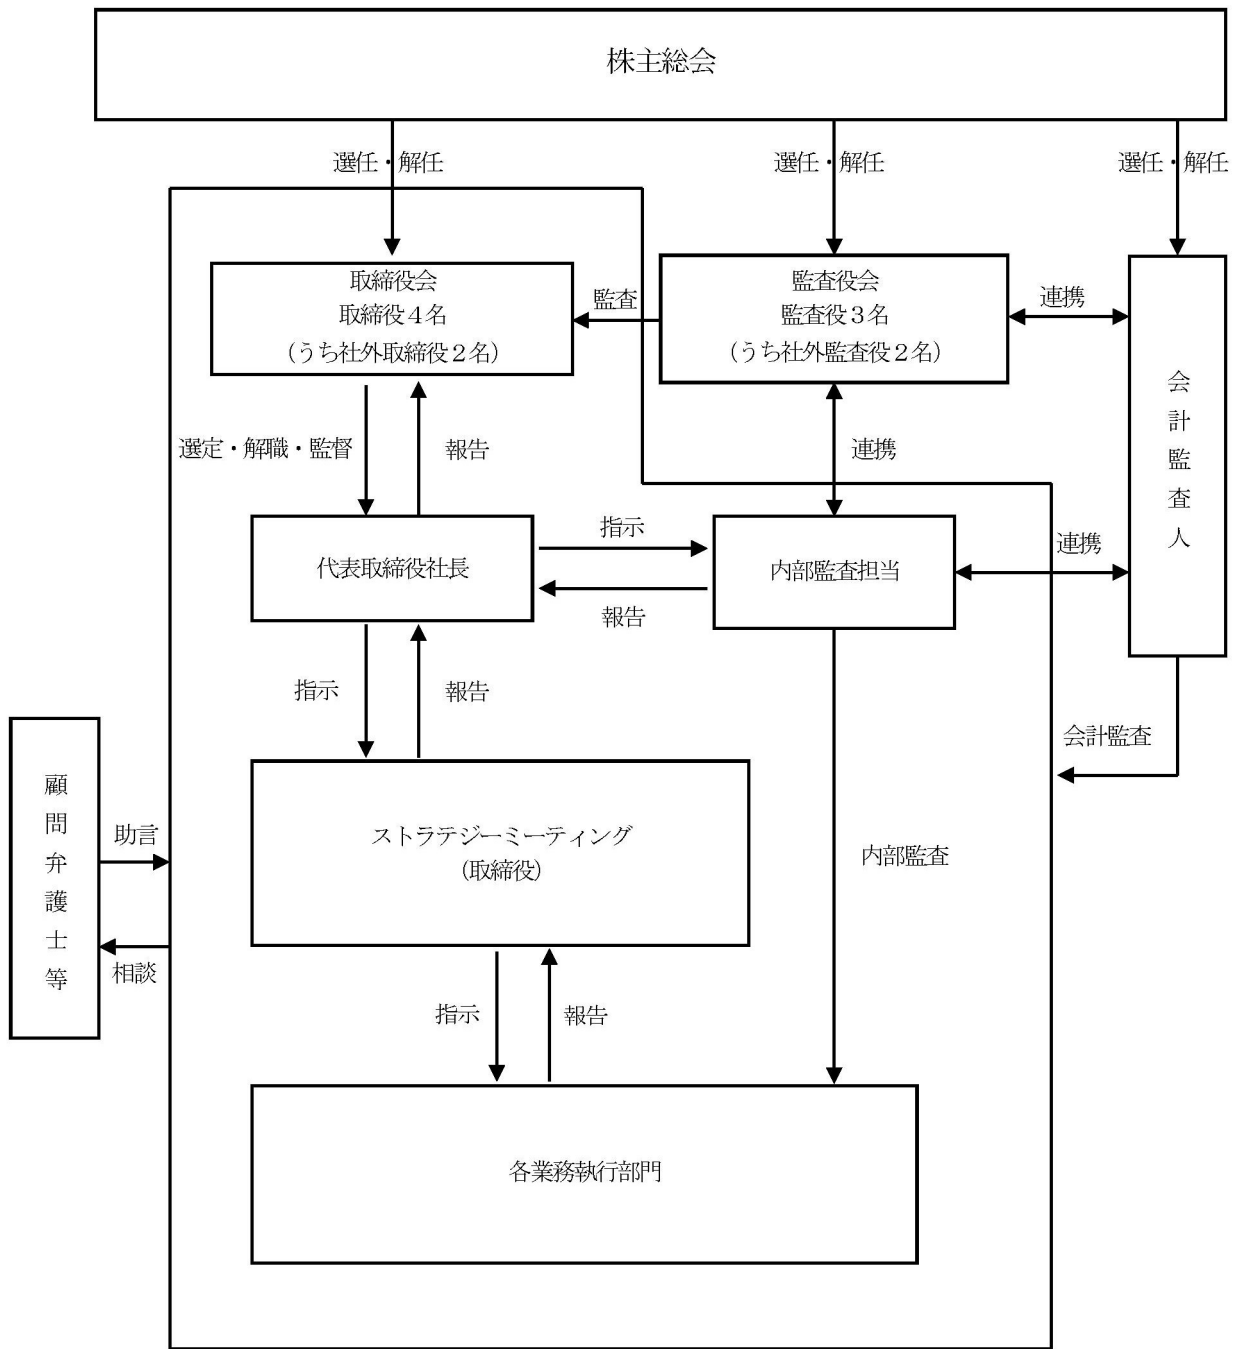 株主総会
選任・解任
選任・解任
選任・解任
取締役会
取締役４名
（うち社外取締役２名）
監査
監査役会
監査役３名
（うち社外監査役２名）
連携
会計監査人
選定・解職・監督
報告
連携
代表取締役社長
指示
報告
内部監査担当
連携
指示
報告
会計監査
顧問弁護士等
助言
相談
ストラテジーミーティング
（取締役）
内部監査
指示
報告
各業務執行部門